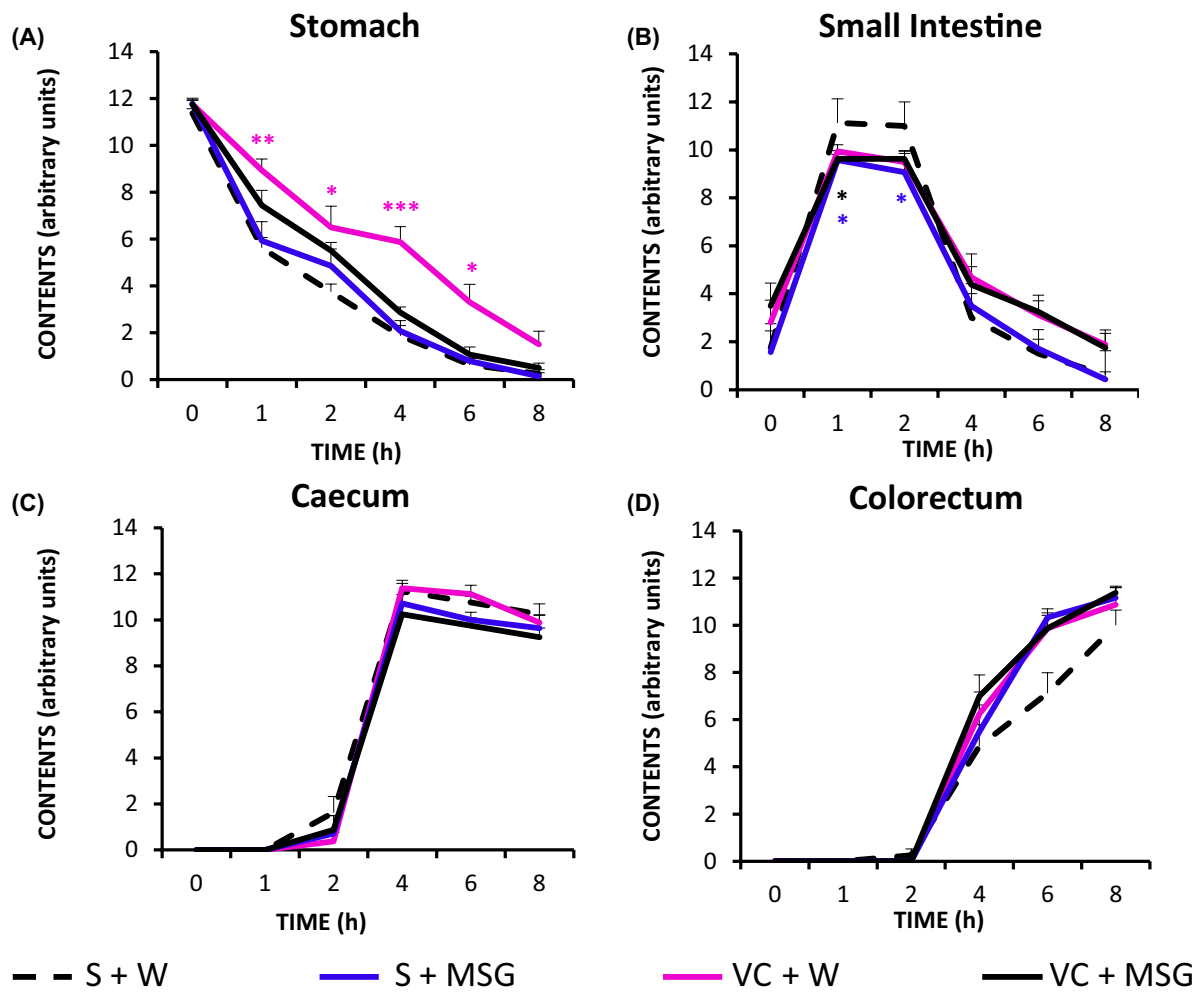 (A) Stomach
CONTENTS (arbitrary units)
14
12
10
8
6
4
2
0
** * *** *
0 1 2 4 6 8
TIME (h)
(B) Small Intestine
CONTENTS (arbitrary units)
14
12
10
8
6
4
2
0
* *
*
0 1 2 4 6 8
TIME (h)
(C) Caecum
CONTENTS (arbitrary units)
14
12
10
8
6
4
2
0
0 1 2 4 6 8
TIME (h)
(D) Colorectum
CONTENTS (arbitrary units)
14
12
10
8
6
4
2
0
0 1 2 4 6 8
TIME (h)
S + W S + MSG VC + W VC + MSG